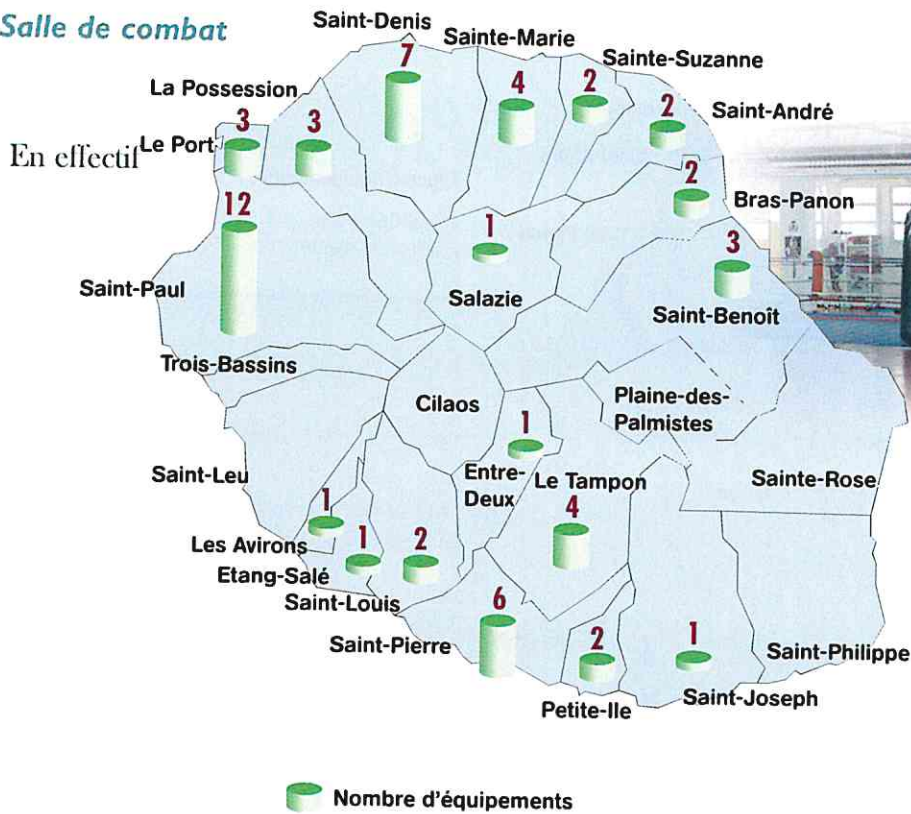 Salle de combat
En effectif
Saint-Denis
7
Sainte-Marie
4
Sainte-Suzanne
2
La Possession
3
Le Port
3
Saint-André
2
Bras-Panon
2
12
Saint-Paul
1
Salazie
3
Saint-Benoît
Trois-Bassins
Cilaos
Plaine-des-
Palmistes
1
Entre-
Deux
Saint-Leu
Le Tampon
4
Sainte-Rose
1
Les Avirons
1
Etang-Salé
2
Saint-Louis
6
Saint-Pierre
2
Petite-Ile
1
Saint-Joseph
Saint-Philippe
Nombre d'équipements